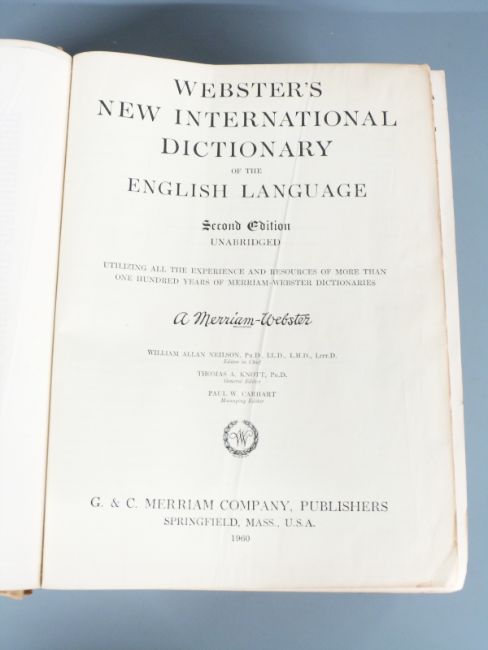 WEBSTER'S
NEW INTERNATIONAL
DICTIONARY
OF THE
ENGLISH LANGUAGE
Second Edition
UNABRIDGED
UTILIZING ALL THE EXPERIENCE AND RESOURCES OF MORE THAN
ONE HUNDRED YEARS OF MERRIAM-WEBSTER DICTIONARIES
A Merriam-Webster
WILLIAM ALLAN NEILSON, PH.D., LL.D., L.H.D., LITT.D.
Editor in Chief
THOMAS A. KNOTT, PH.D.
General Editor
PAUL W. CARHART
Managing Editor
W
G. & C. MERRIAM COMPANY, PUBLISHERS
SPRINGFIELD, MASS., U.S.A.
1960